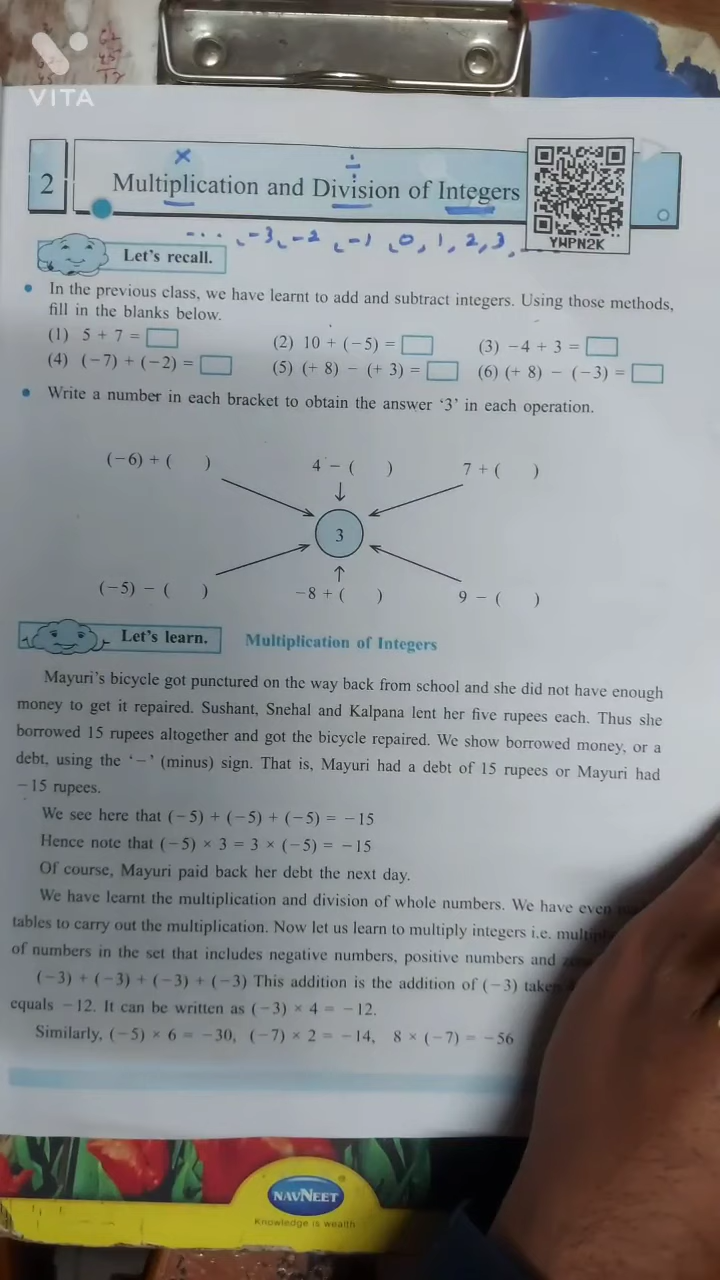 VITA
2
×
÷
Multiplication and Division of Integers
YWPN2K
... , -3, -2, -1, 0, 1, 2, 3, ...
Let's recall.
• In the previous class, we have learnt to add and subtract integers. Using those methods,
fill in the blanks below.
(1) 5 + 7 = (2) 10 + (−5) = (3) −4 + 3 =
(4) (−7) + (−2) = (5) (+ 8) − (+ 3) = (6) (+ 8) − (−3) =
• Write a number in each bracket to obtain the answer ‘3’ in each operation.
(−6) + ( ) 4 − ( ) 7 + ( )
3
(−5) − ( ) −8 + ( ) 9 − ( )
Let's learn. Multiplication of Integers
Mayuri's bicycle got punctured on the way back from school and she did not have enough
money to get it repaired. Sushant, Snehal and Kalpana lent her five rupees each. Thus she
borrowed 15 rupees altogether and got the bicycle repaired. We show borrowed money, or a
debt, using the ‘−’ (minus) sign. That is, Mayuri had a debt of 15 rupees or Mayuri had
−15 rupees.
We see here that (−5) + (−5) + (−5) = −15
Hence note that (−5) × 3 = 3 × (−5) = −15
Of course, Mayuri paid back her debt the next day.
We have learnt the multiplication and division of whole numbers. We have even
tables to carry out the multiplication. Now let us learn to multiply integers i.e.
of numbers in the set that includes negative numbers, positive numbers and
(−3) + (−3) + (−3) + (−3) This addition is the addition of (−3)
equals −12. It can be written as (−3) × 4 = −12.
Similarly, (−5) × 6 = −30, (−7) × 2 = −14, 8 × (−7) = −56
NAVNEET
Knowledge is wealth